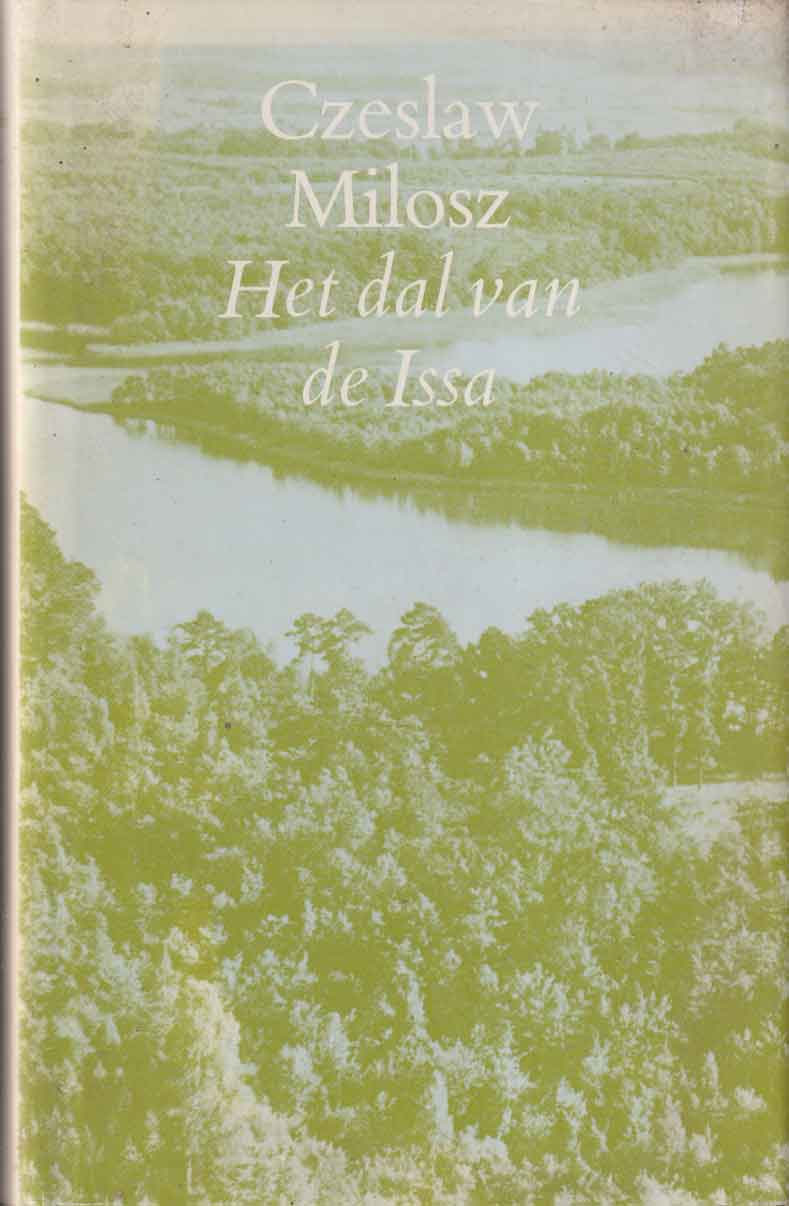 Czeslaw
Milosz
Het dal van
de Issa